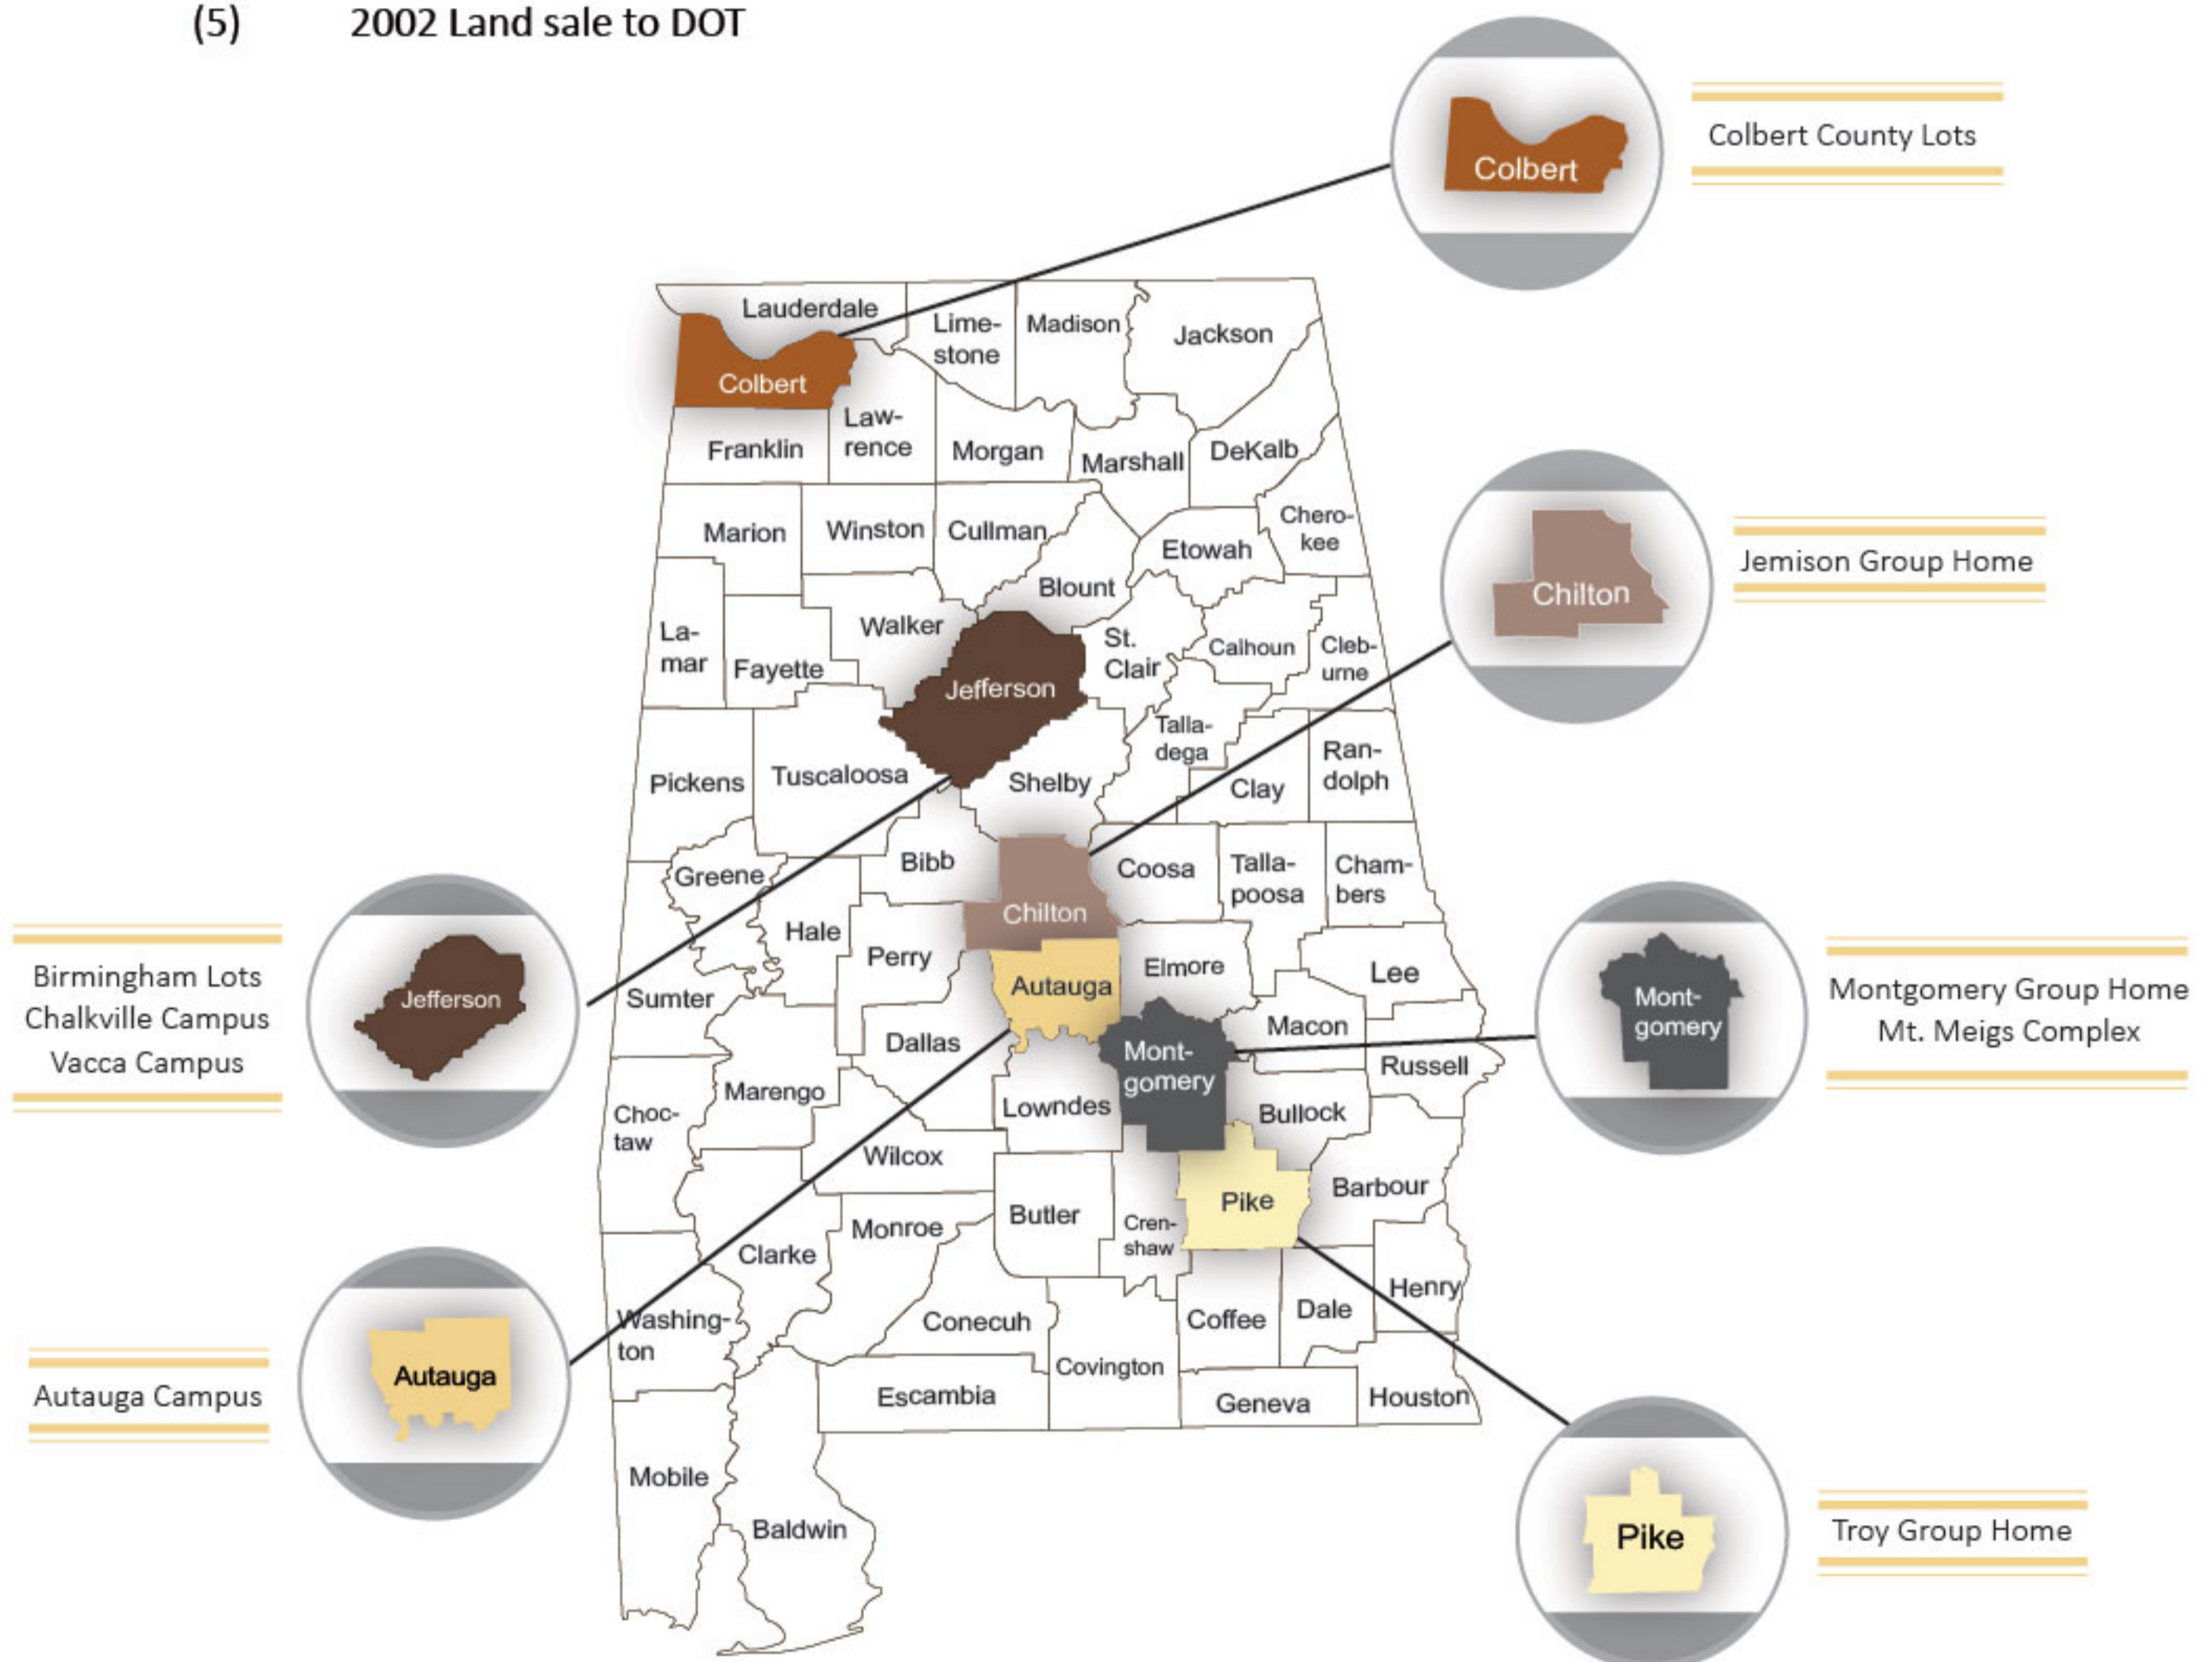 (5) 2002 Land sale to DOT
Colbert
Colbert County Lots
Lauderdale
Lime-
stone
Madison
Jackson
Colbert
Law-
rence
Franklin
Morgan
Marshall
DeKalb
Chilton
Jemison Group Home
Marion
Winston
Cullman
Etowah
Chero-
kee
Blount
La-
mar
Fayette
Walker
Jefferson
St.
Clair
Calhoun
Cleb-
urne
Talla-
dega
Pickens
Tuscaloosa
Shelby
Clay
Ran-
dolph
Greene
Bibb
Coosa
Talla-
poosa
Cham-
bers
Hale
Perry
Chilton
Birmingham Lots
Chalkville Campus
Vacca Campus
Jefferson
Sumter
Autauga
Elmore
Lee
Mont-
gomery
Montgomery Group Home
Mt. Meigs Complex
Dallas
Mont-
gomery
Macon
Russell
Marengo
Choc-
taw
Lowndes
Bullock
Wilcox
Pike
Barbour
Monroe
Butler
Cren-
shaw
Clarke
Henry
Washing-
ton
Conecuh
Coffee
Dale
Autauga Campus
Autauga
Covington
Escambia
Geneva
Houston
Mobile
Baldwin
Pike
Troy Group Home